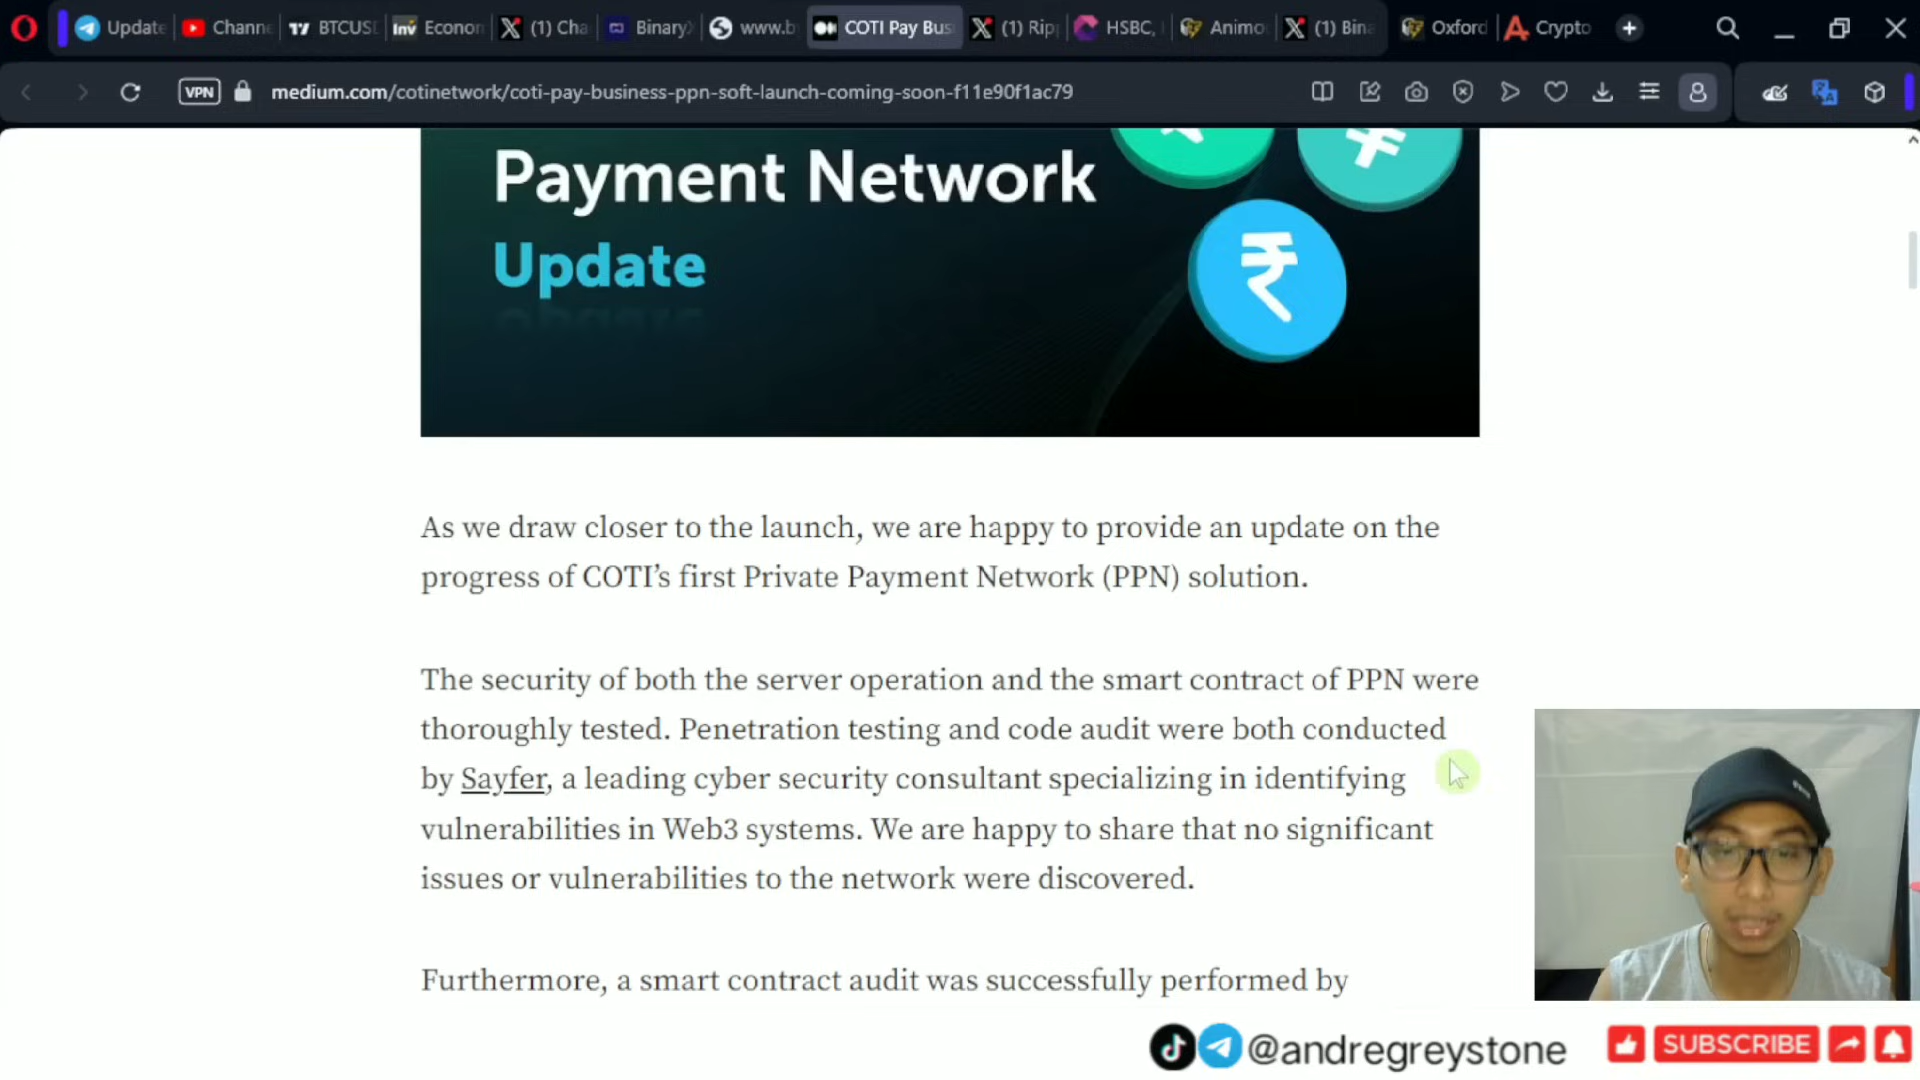 Update
Channe
BTCUS
Inv Econom
(1) Cha
Binary
www.b
COTI Pay Bus
(1) Rip
HSBC,
Animo
(1) Bina
Oxford
Crypto
VPN
medium.com/cotinetwork/coti-pay-business-ppn-soft-launch-coming-soon-f11e90f1ac79
Payment Network
Update
₹
As we draw closer to the launch, we are happy to provide an update on the
progress of COTI’s first Private Payment Network (PPN) solution.
The security of both the server operation and the smart contract of PPN were
thoroughly tested. Penetration testing and code audit were both conducted
by Sayfer, a leading cyber security consultant specializing in identifying
vulnerabilities in Web3 systems. We are happy to share that no significant
issues or vulnerabilities to the network were discovered.
Furthermore, a smart contract audit was successfully performed by
@andregreystone
SUBSCRIBE